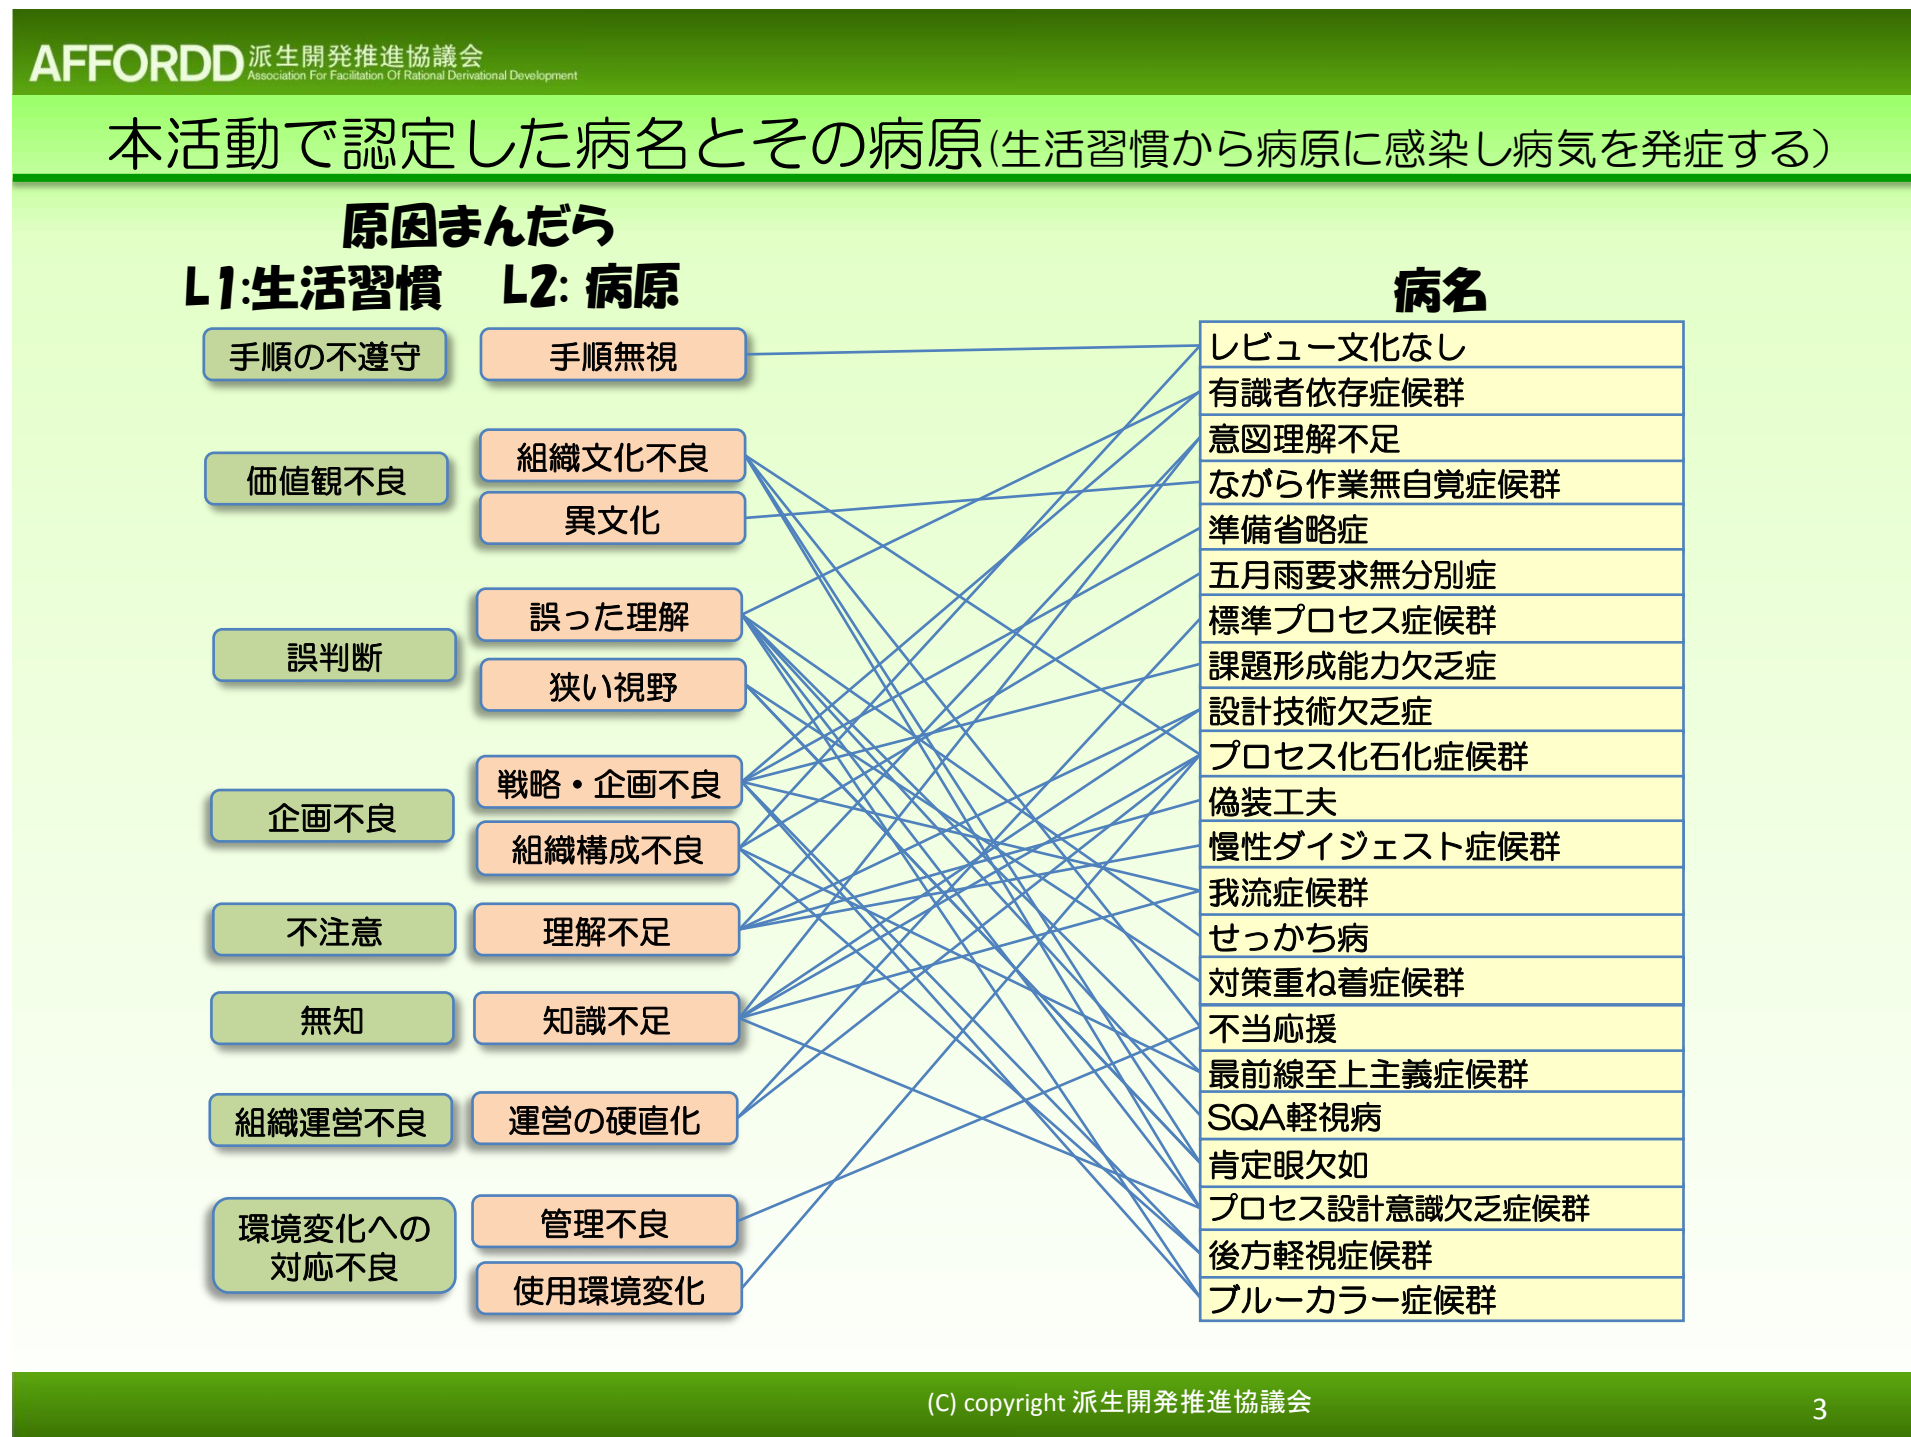 AFFORDD 派生開発推進協議会
Association For Facilitation Of Rational Derivational Development
本活動で認定した病名とその病原(生活習慣から病原に感染し病気を発症する)
原因まんだら
L1:生活習慣
L2: 病原
病名
手順の不遵守
価値観不良
誤判断
企画不良
不注意
無知
組織運営不良
環境変化への
対応不良
手順無視
組織文化不良
異文化
誤った理解
狭い視野
戦略・企画不良
組織構成不良
理解不足
知識不足
運営の硬直化
管理不良
使用環境変化
レビュー文化なし
有識者依存症候群
意図理解不足
ながら作業無自覚症候群
準備省略症
五月雨要求無分別症
標準プロセス症候群
課題形成能力欠乏症
設計技術欠乏症
プロセス化石化症候群
偽装工夫
慢性ダイジェスト症候群
我流症候群
せっかち病
対策重ね着症候群
不当応援
最前線至上主義症候群
SQA軽視病
肯定眼欠如
プロセス設計意識欠乏症候群
後方軽視症候群
ブルーカラー症候群
(C) copyright 派生開発推進協議会
3